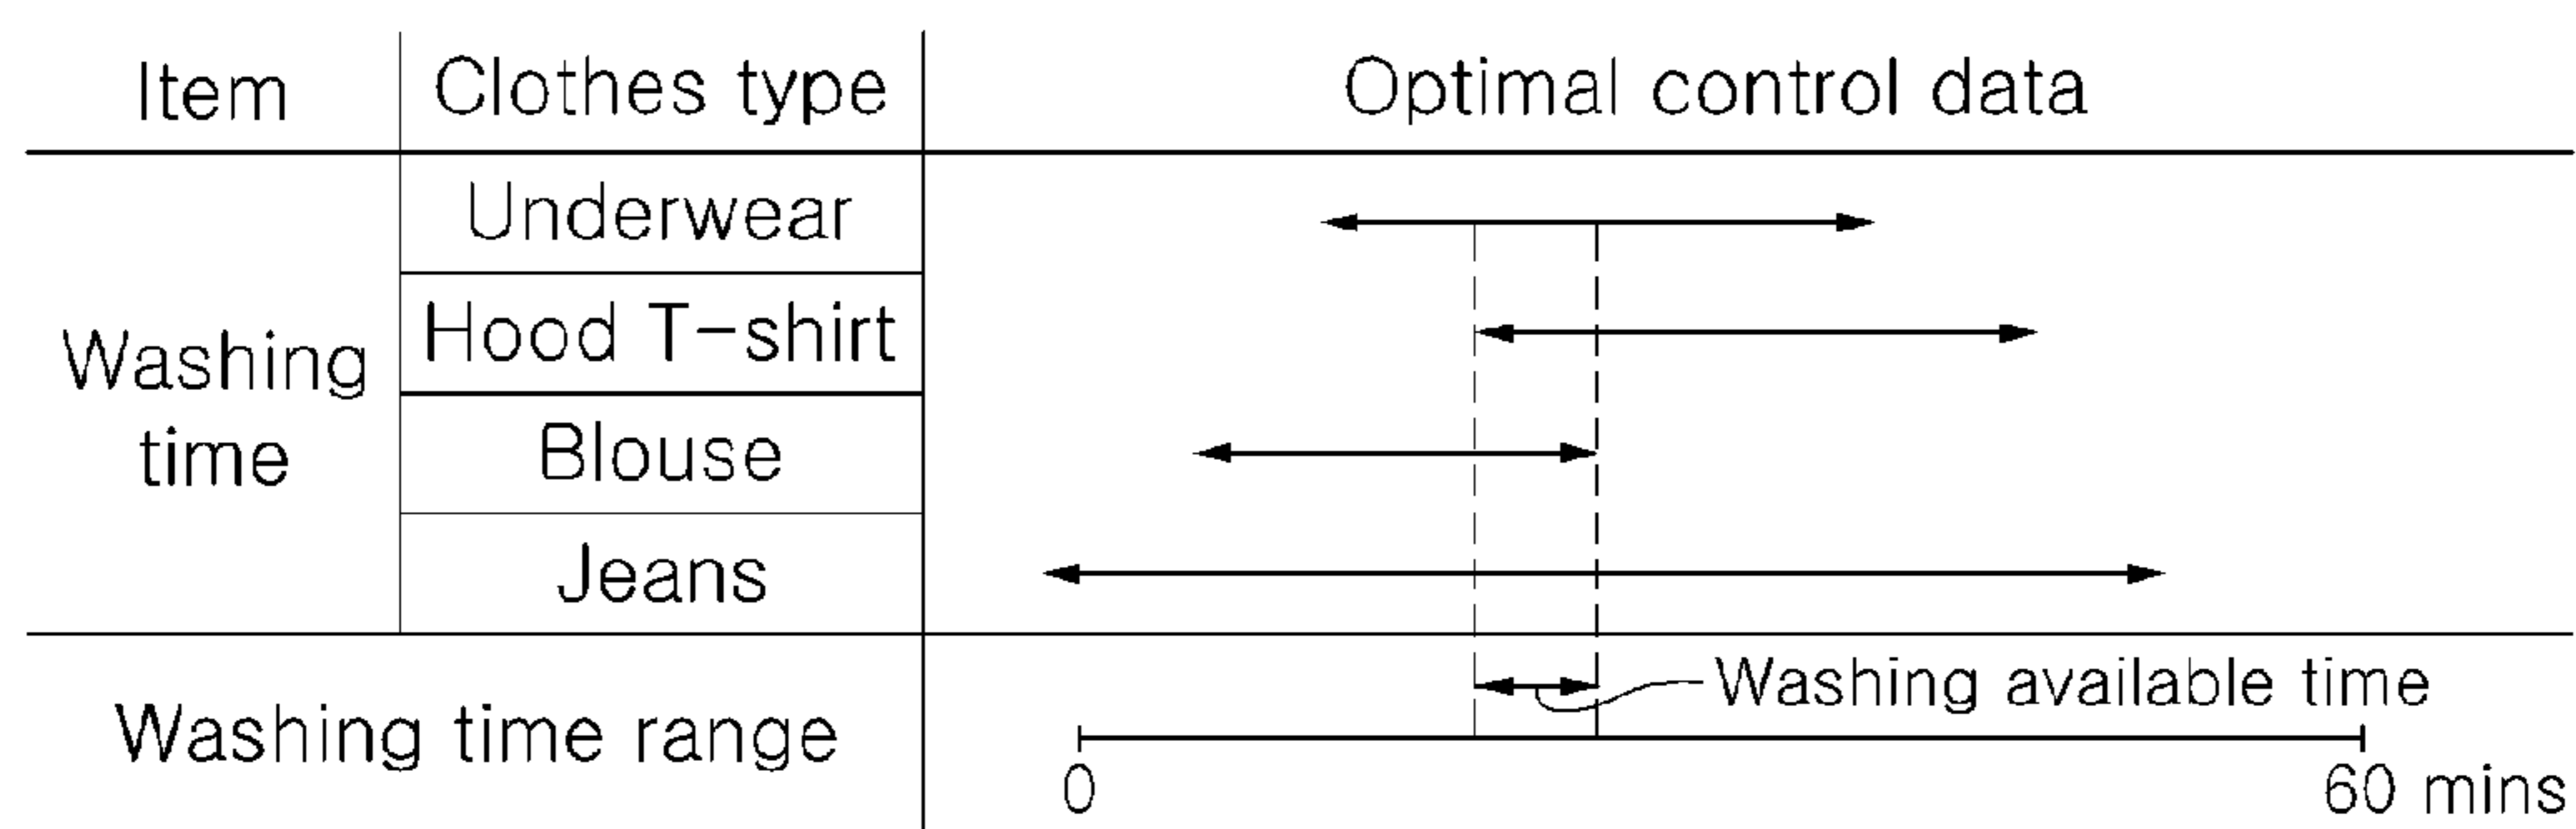 Item
Clothes type
Optimal control data
Washing
time
Underwear
Hood T-shirt
Blouse
Jeans
Washing time range
Washing available time
0
60 mins